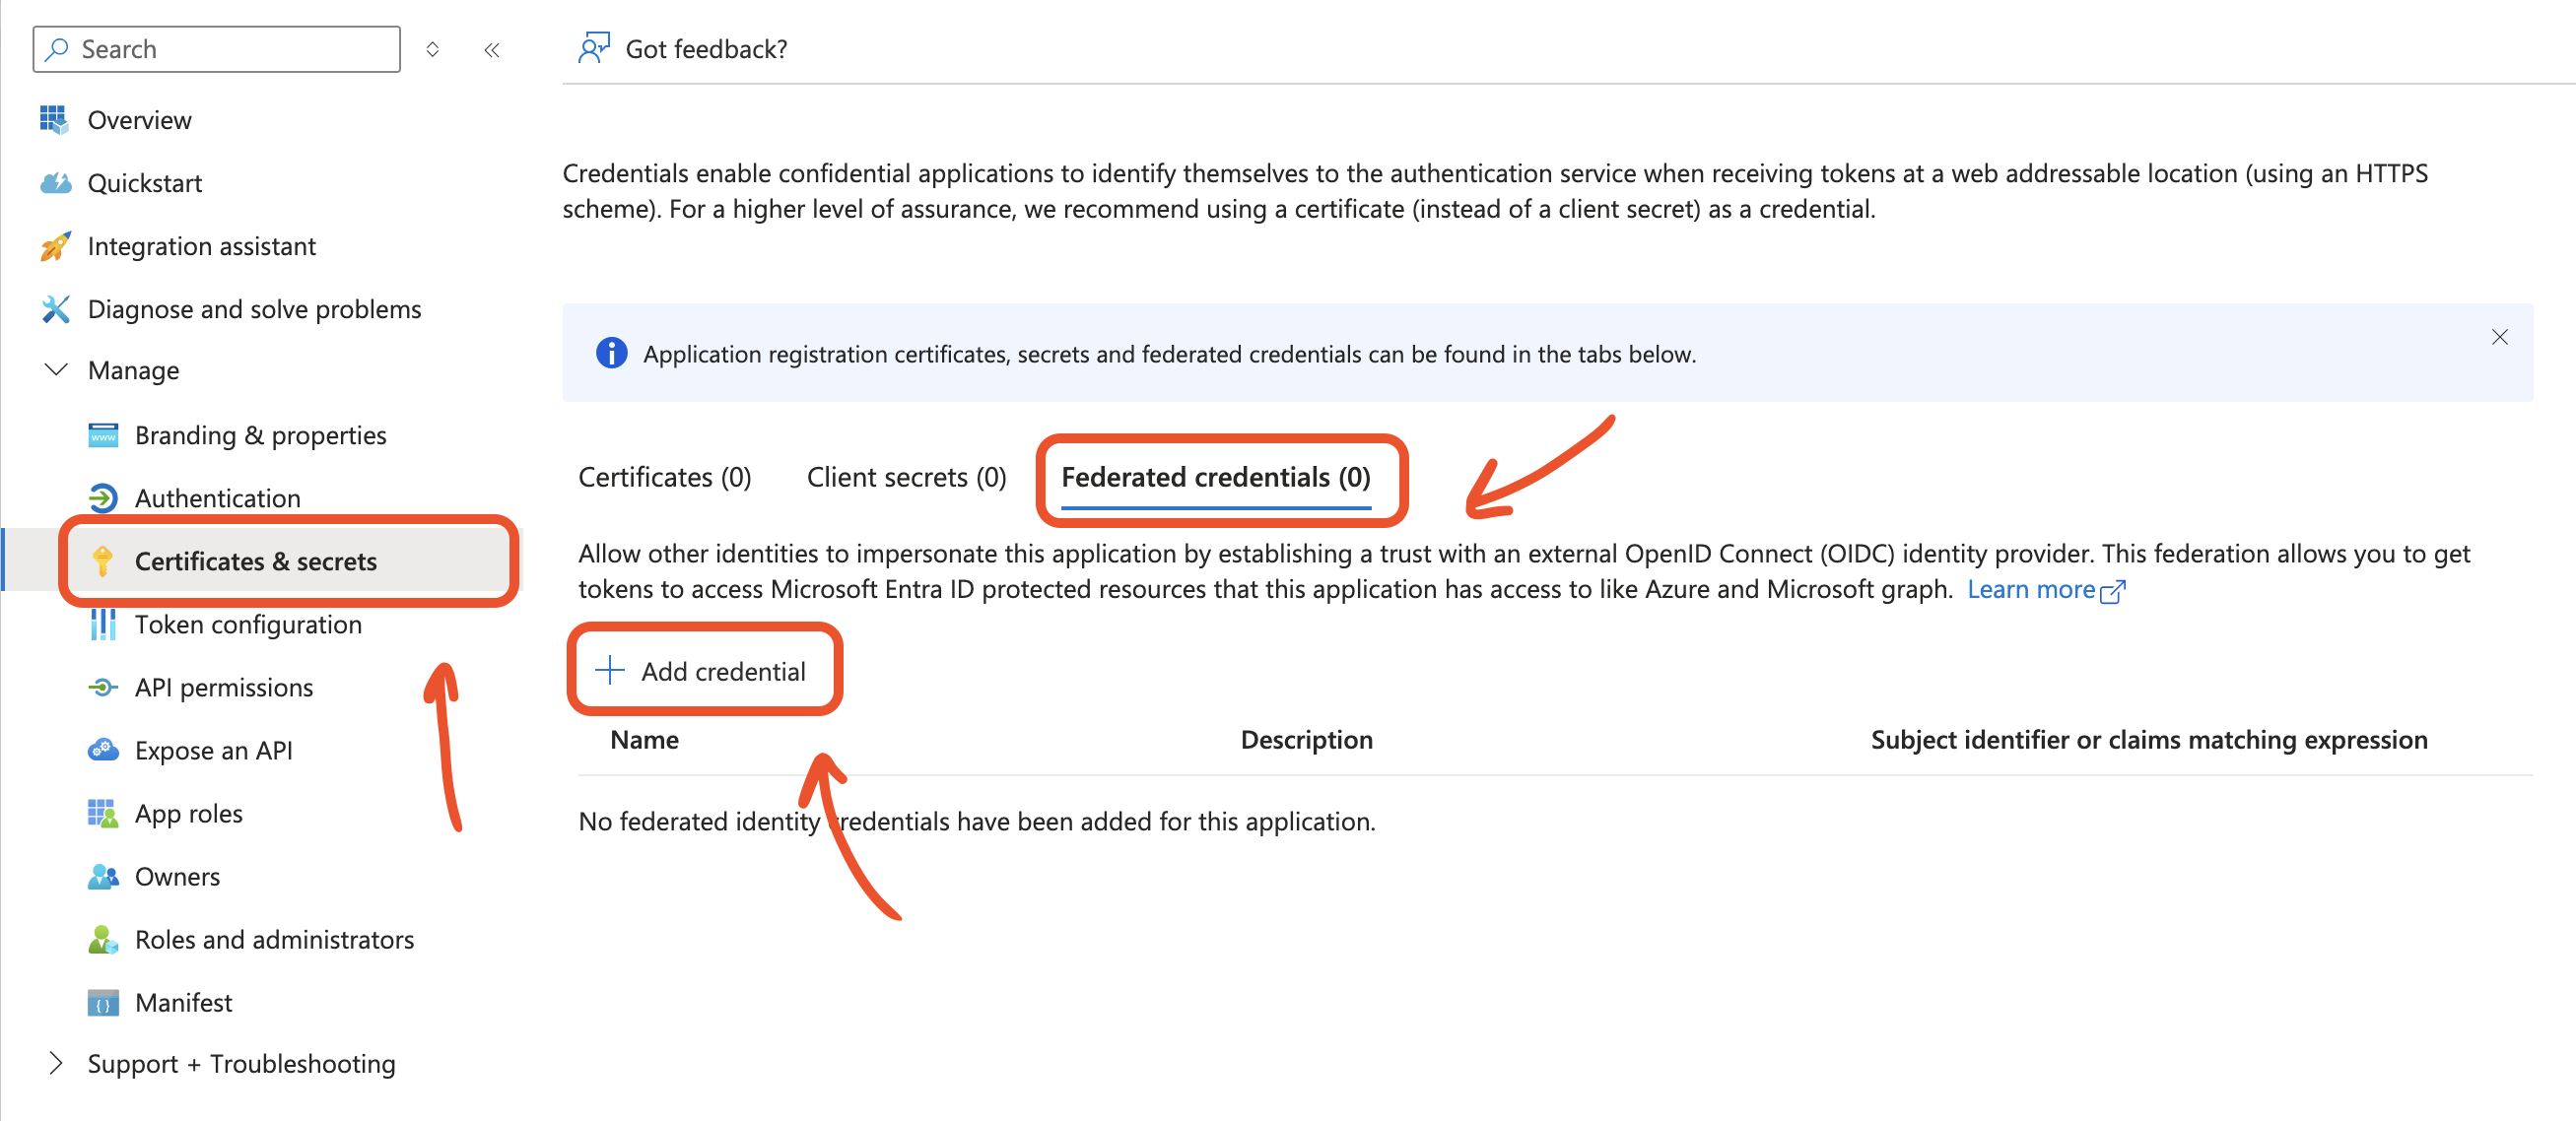 Search
Got feedback?
Overview
Quickstart
Integration assistant
Diagnose and solve problems
Manage
Branding & properties
Authentication
Certificates & secrets
Token configuration
API permissions
Expose an API
App roles
Owners
Roles and administrators
Manifest
Support + Troubleshooting
Credentials enable confidential applications to identify themselves to the authentication service when receiving tokens at a web addressable location (using an HTTPS
scheme). For a higher level of assurance, we recommend using a certificate (instead of a client secret) as a credential.
Application registration certificates, secrets and federated credentials can be found in the tabs below.
Certificates (0) Client secrets (0) Federated credentials (0)
Allow other identities to impersonate this application by establishing a trust with an external OpenID Connect (OIDC) identity provider. This federation allows you to get
tokens to access Microsoft Entra ID protected resources that this application has access to like Azure and Microsoft graph. Learn more
Add credential
Name Description Subject identifier or claims matching expression
No federated identity credentials have been added for this application.